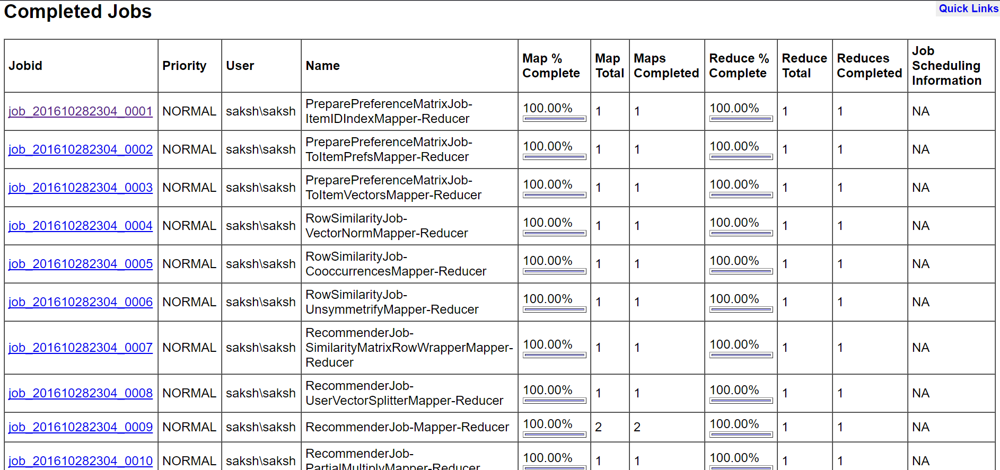 Completed Jobs
Quick Links
Jobid Priority User Name Map % Complete Map Total Maps Completed Reduce % Complete Reduce Total Reduces Completed Job Scheduling Information
job_201610282304_0001 NORMAL saksh\saksh PreparePreferenceMatrixJob-ItemIDIndexMapper-Reducer 100.00% 1 1 100.00% 1 1 NA
job_201610282304_0002 NORMAL saksh\saksh PreparePreferenceMatrixJob-ToItemPrefsMapper-Reducer 100.00% 1 1 100.00% 1 1 NA
job_201610282304_0003 NORMAL saksh\saksh PreparePreferenceMatrixJob-ToItemVectorsMapper-Reducer 100.00% 1 1 100.00% 1 1 NA
job_201610282304_0004 NORMAL saksh\saksh RowSimilarityJob-VectorNormMapper-Reducer 100.00% 1 1 100.00% 1 1 NA
job_201610282304_0005 NORMAL saksh\saksh RowSimilarityJob-CooccurrencesMapper-Reducer 100.00% 1 1 100.00% 1 1 NA
job_201610282304_0006 NORMAL saksh\saksh RowSimilarityJob-UnsymmetrifyMapper-Reducer 100.00% 1 1 100.00% 1 1 NA
job_201610282304_0007 NORMAL saksh\saksh RecommenderJob-SimilarityMatrixRowWrapperMapper-Reducer 100.00% 1 1 100.00% 1 1 NA
job_201610282304_0008 NORMAL saksh\saksh RecommenderJob-UserVectorSplitterMapper-Reducer 100.00% 1 1 100.00% 1 1 NA
job_201610282304_0009 NORMAL saksh\saksh RecommenderJob-Mapper-Reducer 100.00% 2 2 100.00% 1 1 NA
job_201610282304_0010 NORMAL saksh\saksh RecommenderJob-PartialMultiplyMapper-Reducer 100.00% 1 1 100.00% 1 1 NA